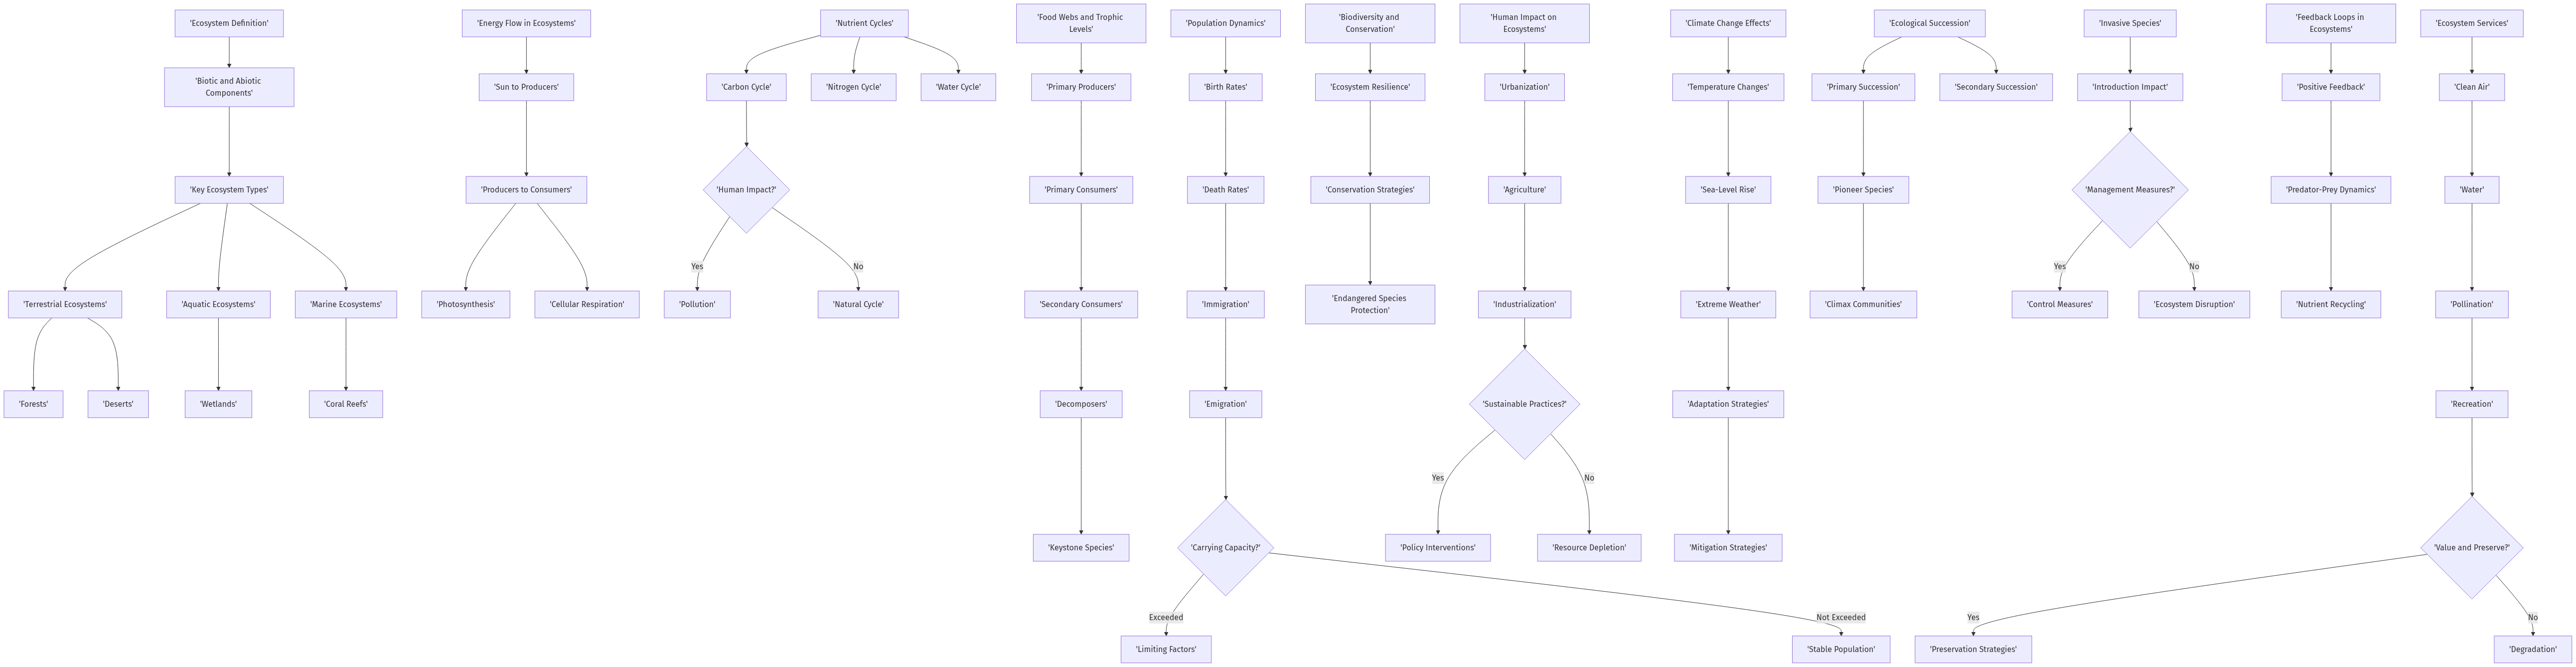 'Ecosystem Definition'
'Energy Flow in Ecosystems'
'Nutrient Cycles'
'Food Webs and Trophic
Levels'
'Population Dynamics'
'Biodiversity and
Conservation'
'Human Impact on
Ecosystems'
'Climate Change Effects'
'Ecological Succession'
'Invasive Species'
'Feedback Loops in
Ecosystems'
'Ecosystem Services'
'Biotic and Abiotic
Components'
'Sun to Producers'
'Carbon Cycle'
'Nitrogen Cycle'
'Water Cycle'
'Primary Producers'
'Birth Rates'
'Ecosystem Resilience'
'Urbanization'
'Temperature Changes'
'Primary Succession'
'Secondary Succession'
'Introduction Impact'
'Positive Feedback'
'Clean Air'
'Key Ecosystem Types'
'Producers to Consumers'
'Human Impact?'
'Primary Consumers'
'Death Rates'
'Conservation Strategies'
'Agriculture'
'Sea-Level Rise'
'Pioneer Species'
'Management Measures?'
'Predator-Prey Dynamics'
'Water'
Yes
No
Yes
No
'Terrestrial Ecosystems'
'Aquatic Ecosystems'
'Marine Ecosystems'
'Photosynthesis'
'Cellular Respiration'
'Pollution'
'Natural Cycle'
'Secondary Consumers'
'Immigration'
'Endangered Species
Protection'
'Industrialization'
'Extreme Weather'
'Climax Communities'
'Control Measures'
'Ecosystem Disruption'
'Nutrient Recycling'
'Pollination'
'Forests'
'Deserts'
'Wetlands'
'Coral Reefs'
'Decomposers'
'Emigration'
'Sustainable Practices?'
'Adaptation Strategies'
'Recreation'
Yes
No
'Keystone Species'
'Carrying Capacity?'
'Policy Interventions'
'Resource Depletion'
'Mitigation Strategies'
'Value and Preserve?'
Exceeded
Not Exceeded
Yes
No
'Limiting Factors'
'Stable Population'
'Preservation Strategies'
'Degradation'